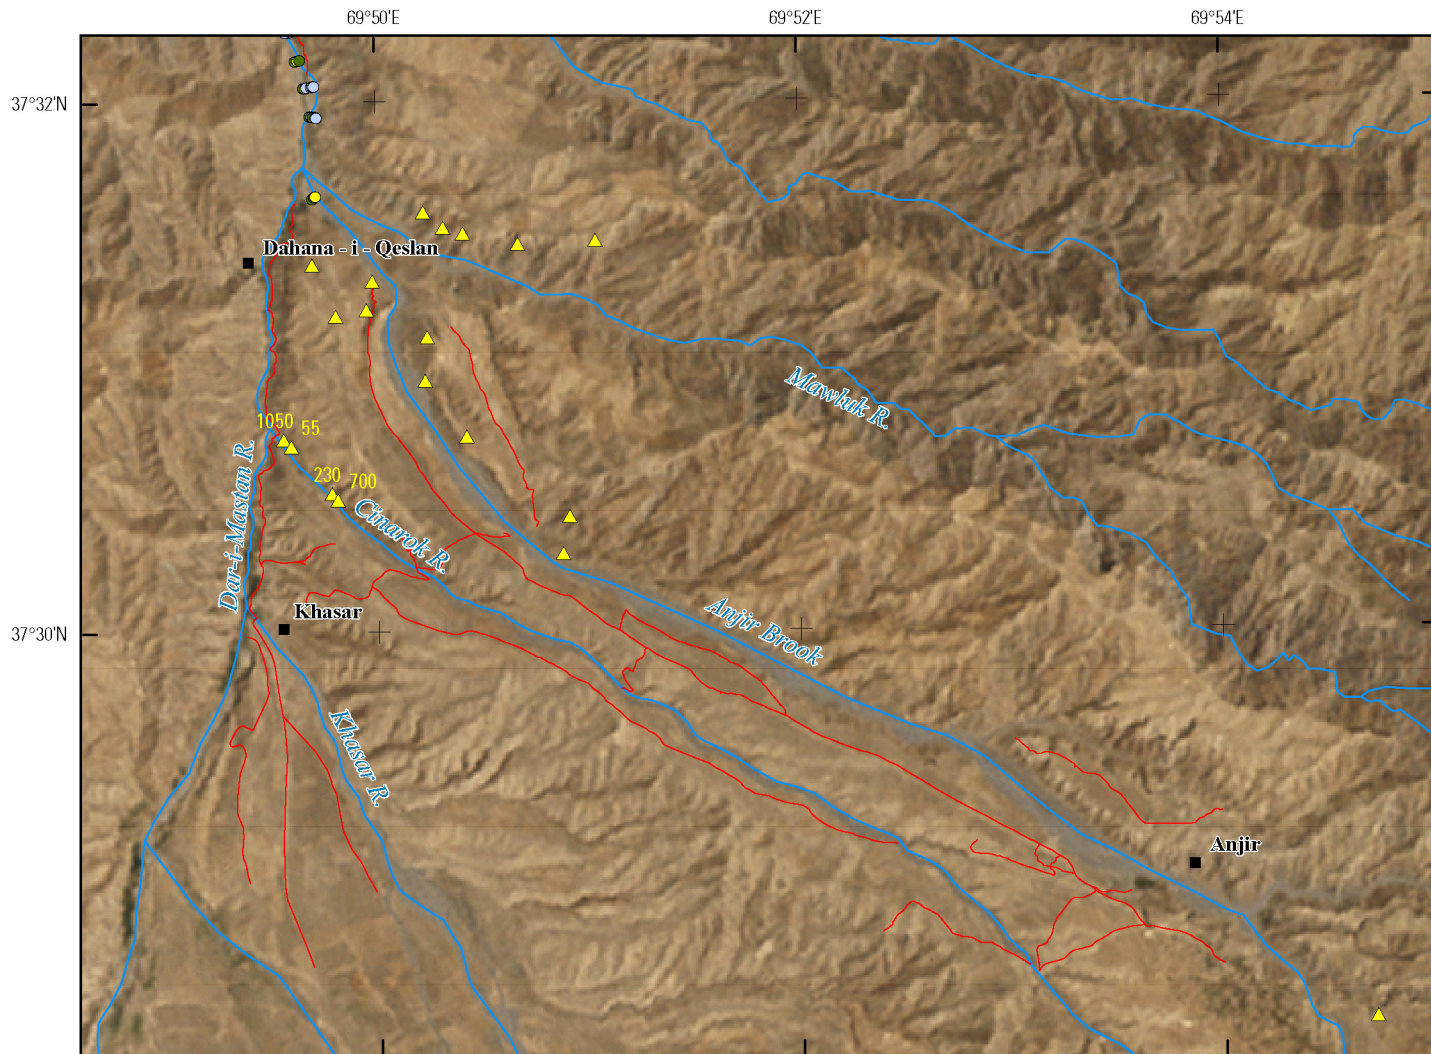 69°50'E
69°52'E
69°54'E
37°32'N
Dahana - i - Qeslan
Mawluk R.
1050
55
Dar-i-Mastan R.
230
700
Cinarok R.
Khasar
37°30'N
Anjir Brook
Khasar R.
Anjir